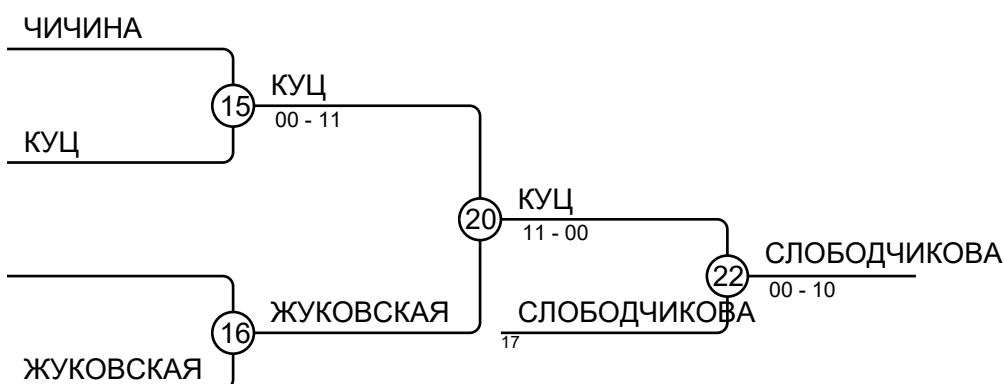 ЧИЧИНА
15
КУЦ
00 - 11
КУЦ
20
КУЦ
11 - 00
22
СЛОБОДЧИКОВА
00 - 10
16
ЖУКОВСКАЯ
СЛОБОДЧИКОВА
17
ЖУКОВСКАЯ